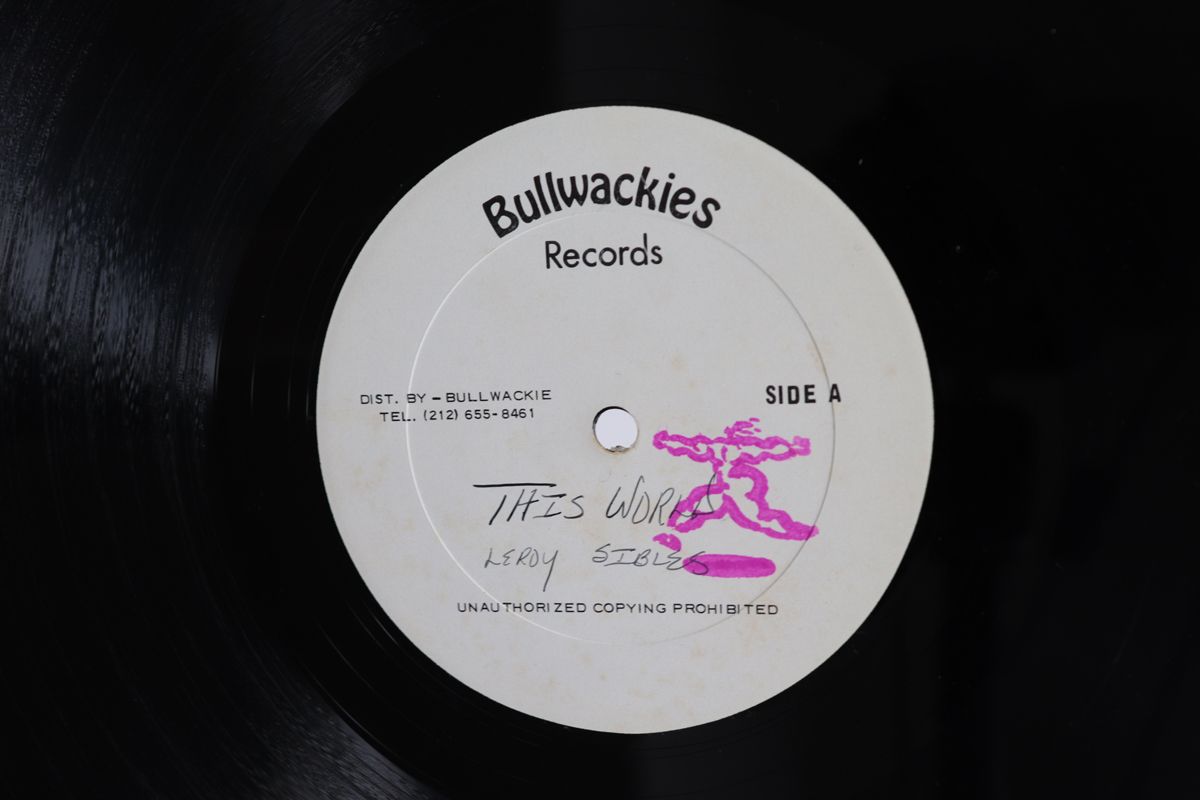 Bullwackies
Records
DIST. BY - BULLWACKIE
TEL. (212) 655-8461
SIDE A
THIS WORLD
LEROY SIBLES
UNAUTHORIZED COPYING PROHIBITED